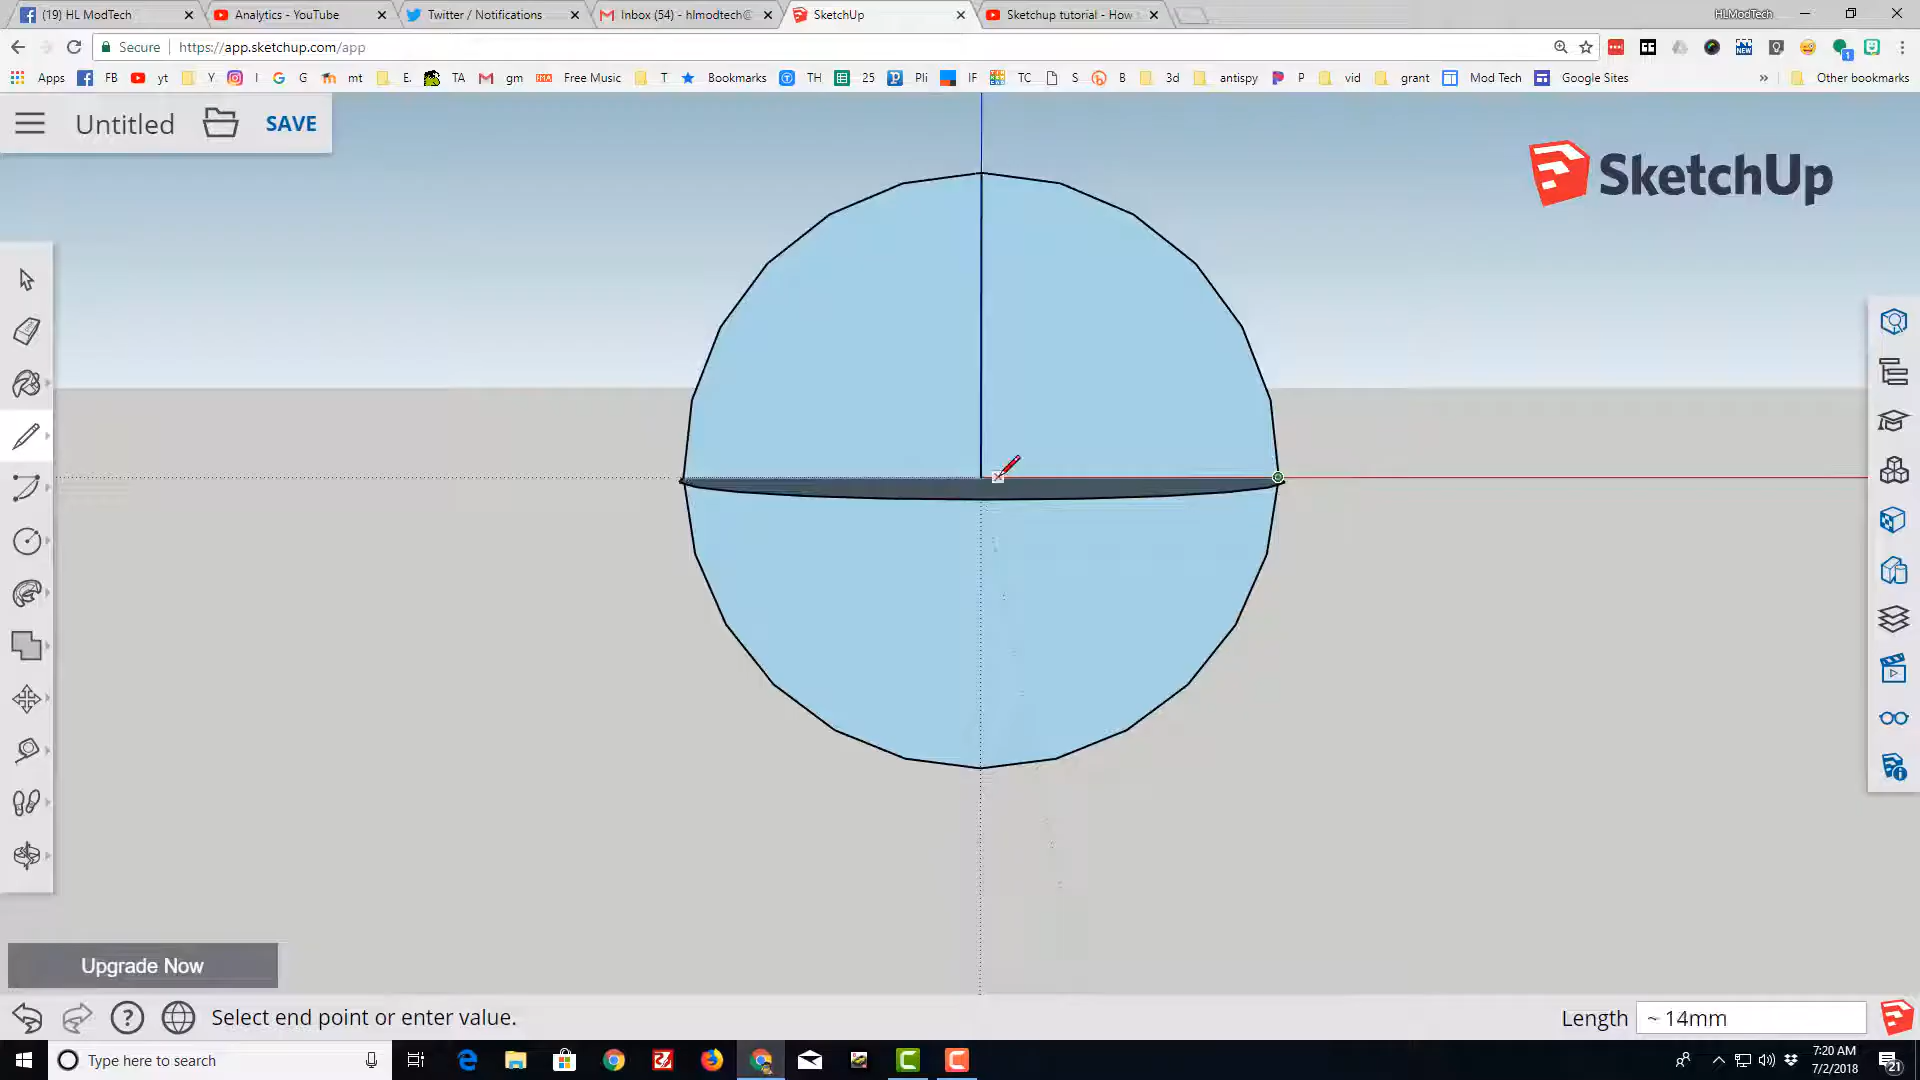 (19) HL ModTech
Analytics - YouTube
Twitter / Notifications
Inbox (54) - hlmodtech@
SketchUp
Sketchup tutorial - How
HLModTech
Secure
https://app.sketchup.com/app
Apps FB yt Y I G G mt E. TA gm Free Music T Bookmarks TH 25 Pli IF TC S B 3d antispy P vid grant Mod Tech Google Sites » Other bookmarks
Untitled
SAVE
SketchUp
Upgrade Now
Select end point or enter value.
Length
~ 14mm
Type here to search
7:20 AM
7/2/2018
21